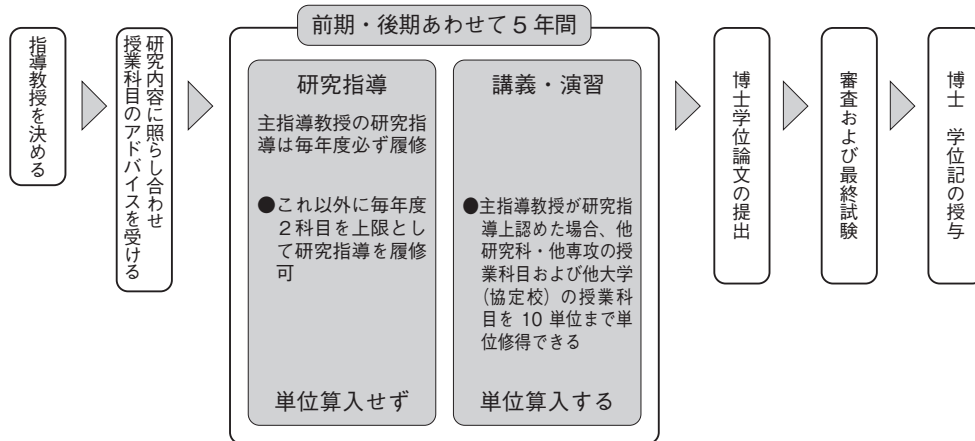 指導教授を決める
研究内容に照らし合わせ
授業科目のアドバイスを受ける
前期・後期あわせて5年間
研究指導
主指導教授の研究指
導は毎年度必ず履修
●これ以外に毎年度
2科目を上限とし
て研究指導を履修
可
単位算入せず
講義・演習
●主指導教授が研究指
導上認めた場合、他
研究科・他専攻の授
業科目および他大学
(協定校)の授業科
目を 10 単位まで単
位修得できる
単位算入する
博士学位論文の提出
審査および最終試験
博士 学位記の授与